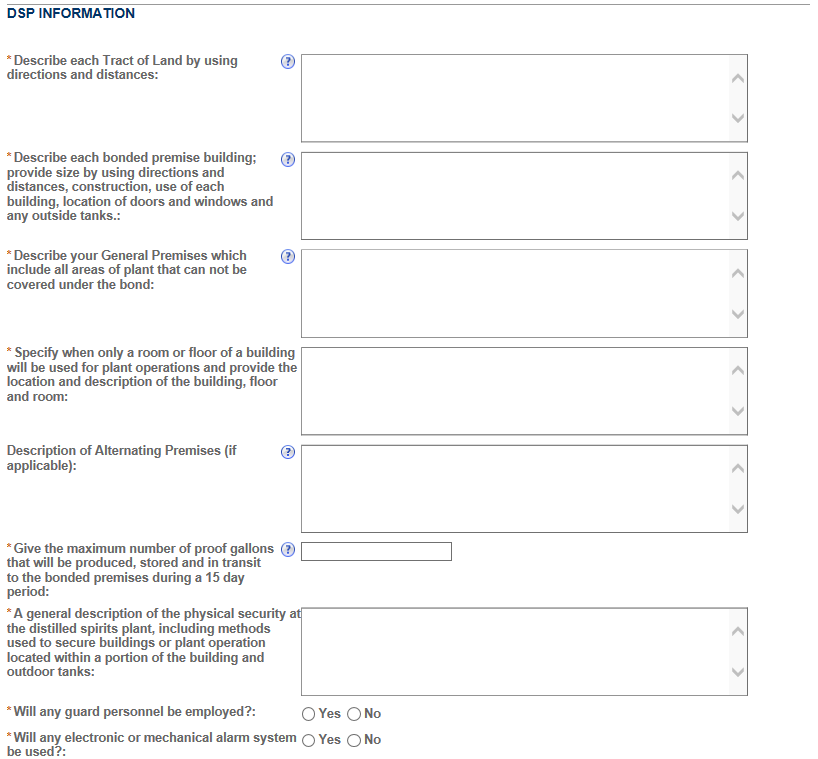 DSP INFORMATION
*Describe each Tract of Land by using
directions and distances:
?
*Describe each bonded premise building;
provide size by using directions and
distances, construction, use of each
building, location of doors and windows and
any outside tanks.:
?
*Describe your General Premises which
include all areas of plant that can not be
covered under the bond:
?
* Specify when only a room or floor of a building
will be used for plant operations and provide the
location and description of the building, floor
and room:
Description of Alternating Premises (if
applicable):
?
*Give the maximum number of proof gallons
that will be produced, stored and in transit
to the bonded premises during a 15 day
period:
?
*A general description of the physical security at
the distilled spirits plant, including methods
used to secure buildings or plant operation
located within a portion of the building and
outdoor tanks:
*Will any guard personnel be employed?:
Yes No
*Will any electronic or mechanical alarm system
be used?:
Yes No